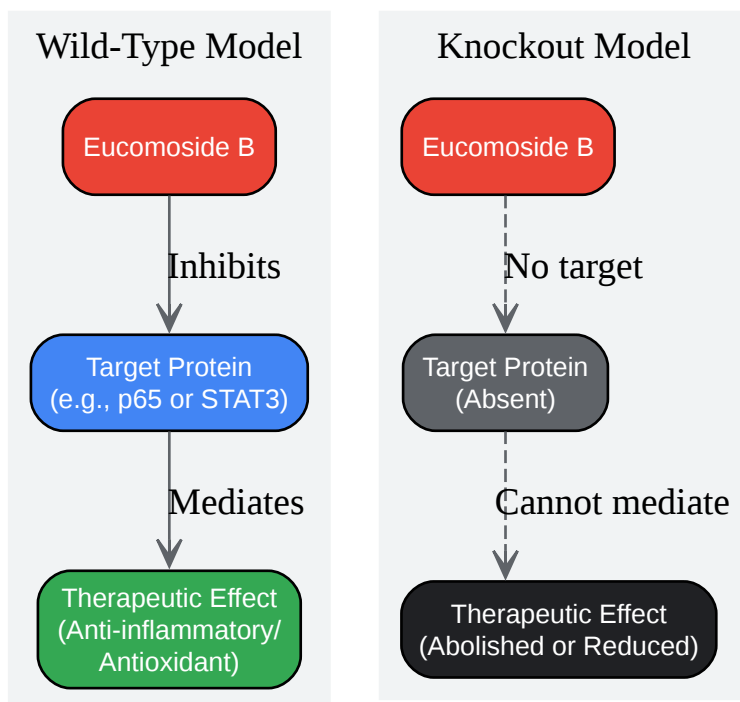 Wild-Type Model
Eucomoside B
Inhibits
Target Protein
(e.g., p65 or STAT3)
Mediates
Therapeutic Effect
(Anti-inflammatory/
Antioxidant)
Knockout Model
Eucomoside B
No target
Target Protein
(Absent)
Cannot mediate
Therapeutic Effect
(Abolished or Reduced)